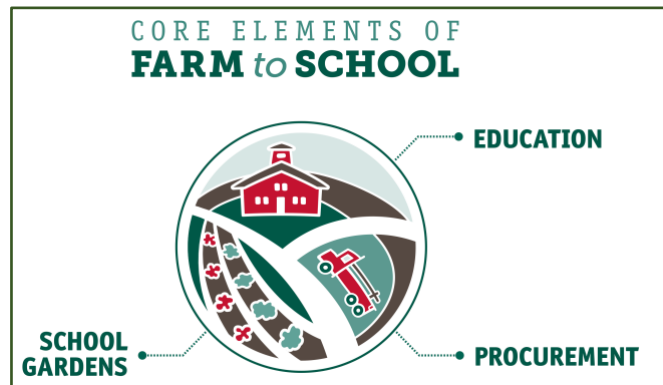 CORE ELEMENTS OF
FARM to SCHOOL
EDUCATION
SCHOOL
GARDENS
PROCUREMENT